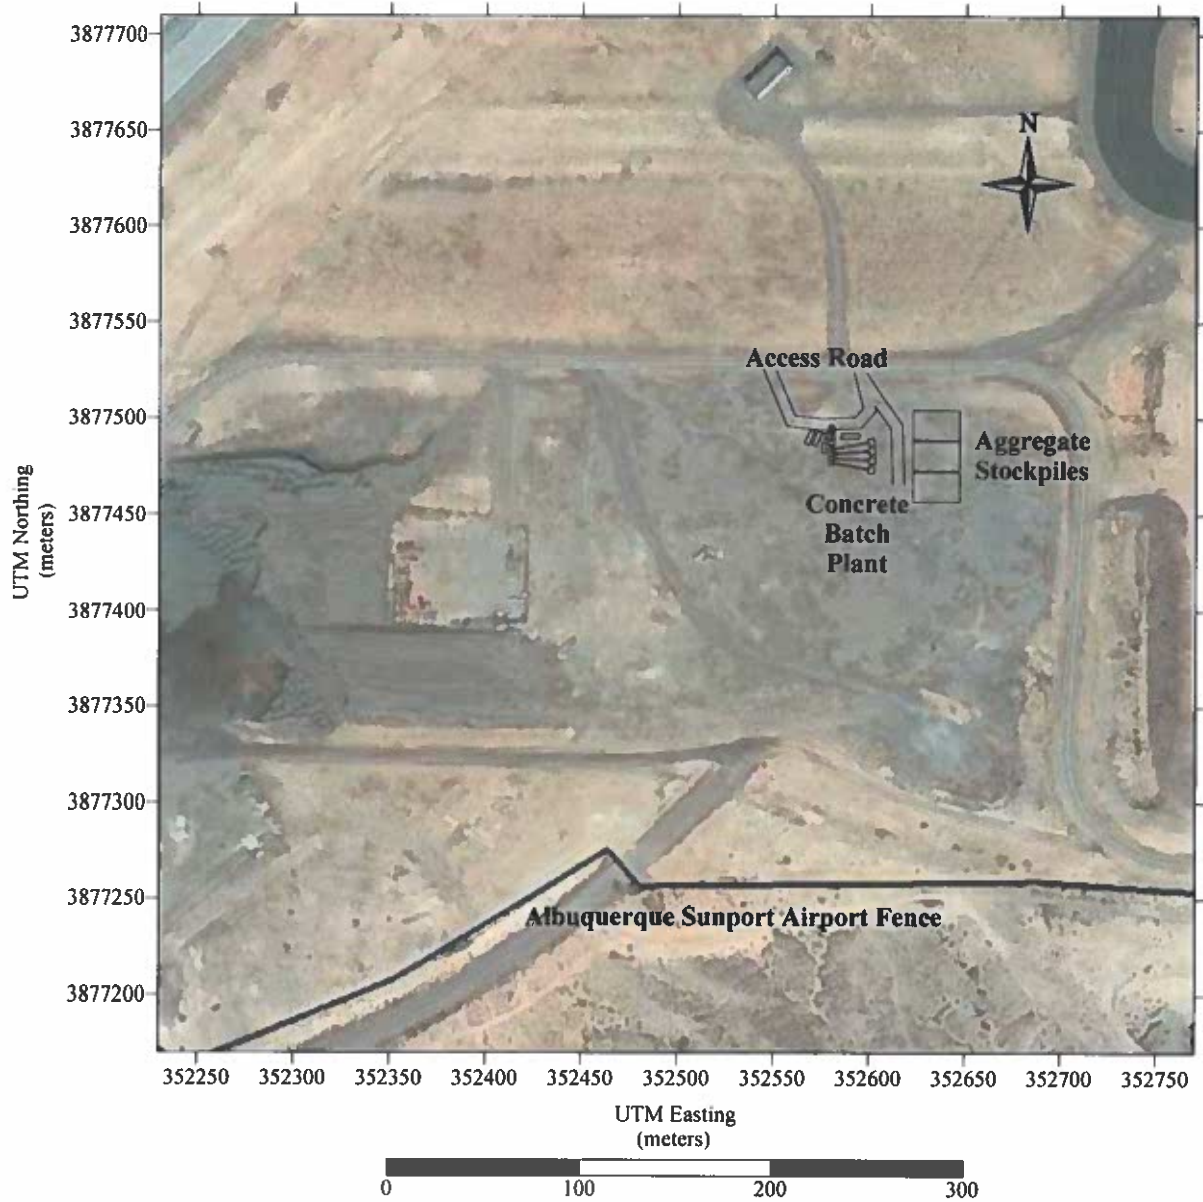 3877700
3877650
N
3877600
3877550
Access Road
3877500
Aggregate
Stockpiles
Concrete
Batch
Plant
3877450
UTM Northing
(meters)
3877400
3877350
3877300
3877250
Albuquerque Sunport Airport Fence
3877200
352250 352300 352350 352400 352450 352500 352550 352600 352650 352700 352750
UTM Easting
(meters)
0 100 200 300